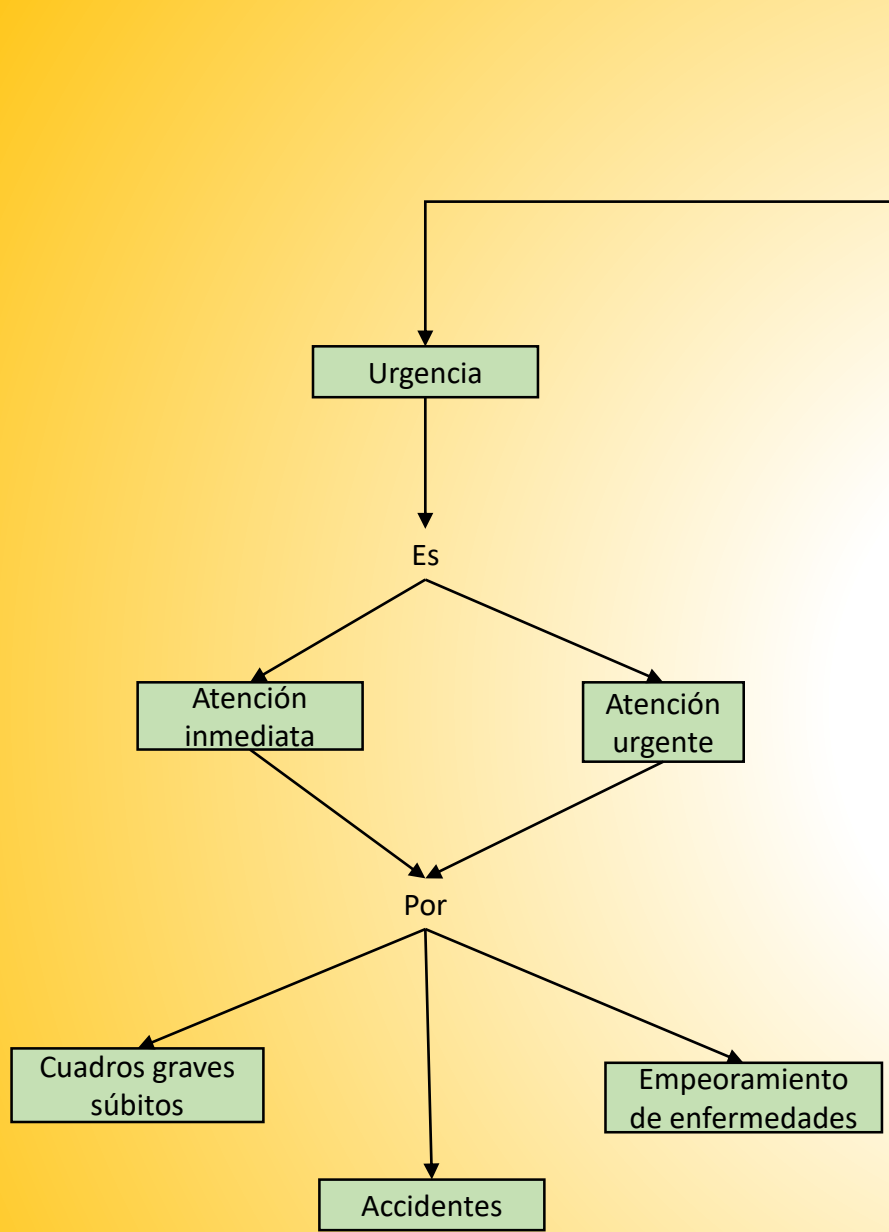 Urgencia
Es
Atención
inmediata
Atención
urgente
Por
Cuadros graves
súbitos
Empeoramiento
de enfermedades
Accidentes